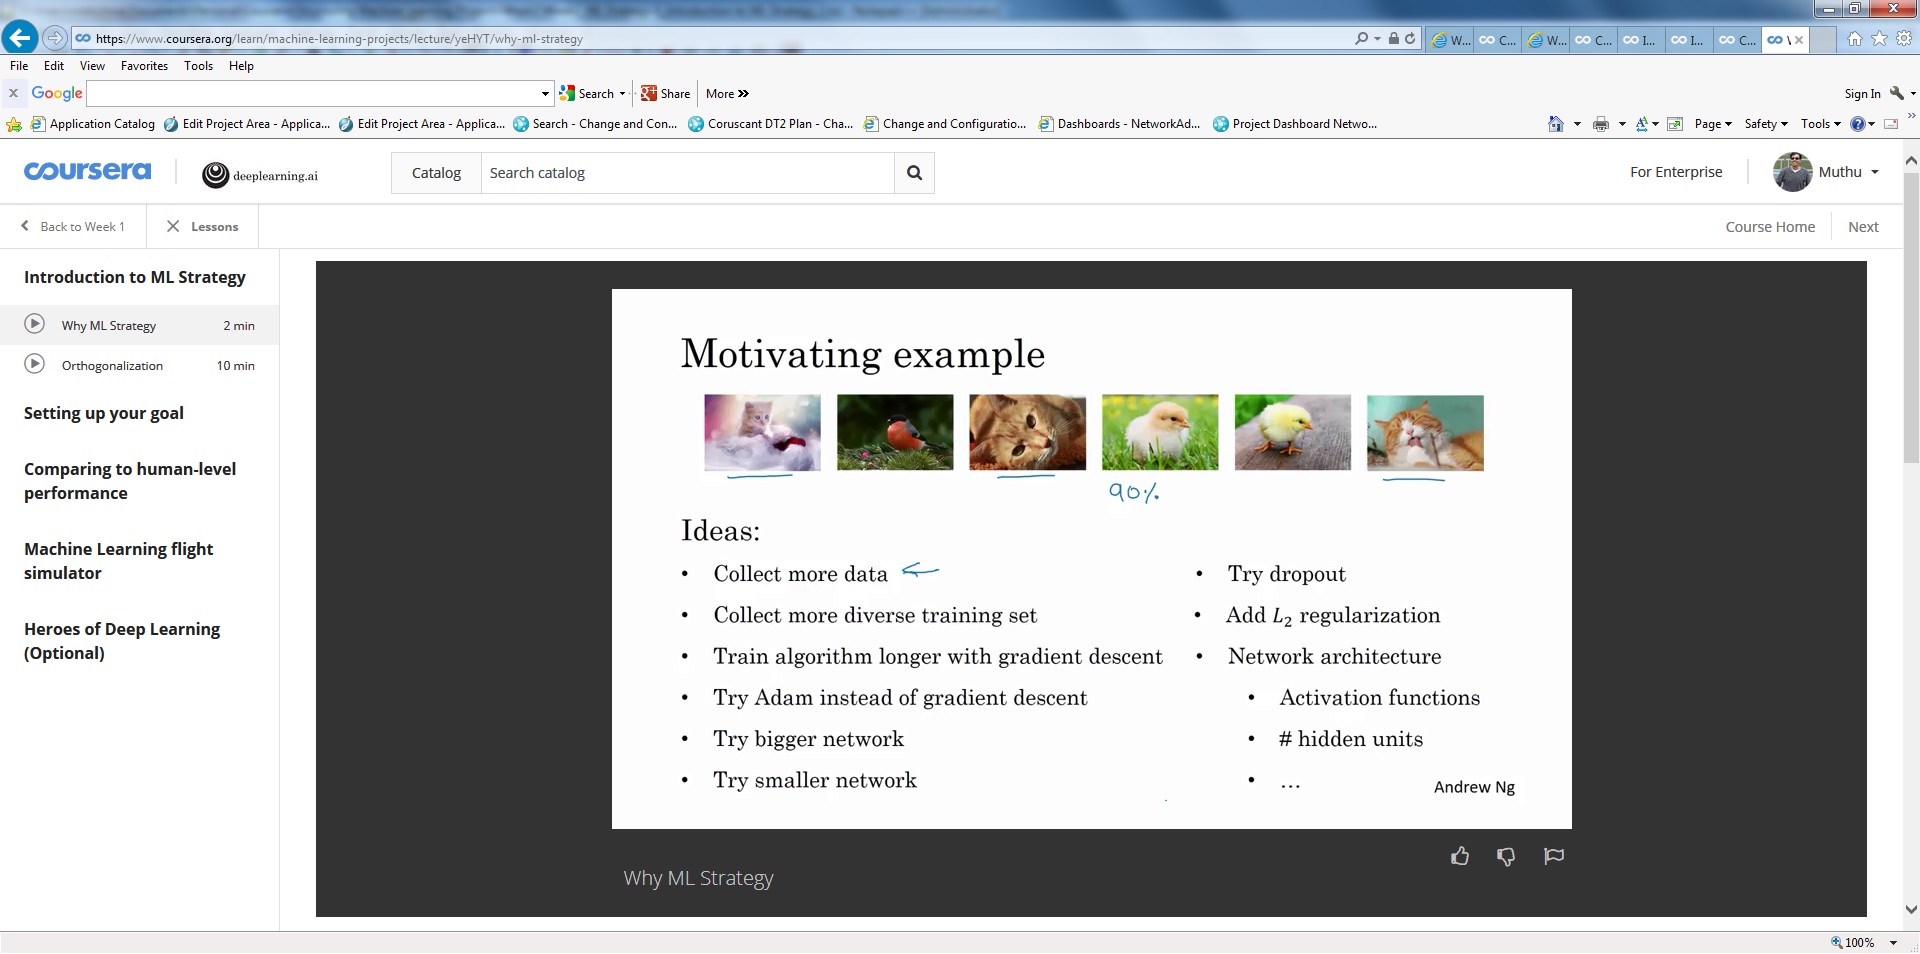 https://www.coursera.org/learn/machine-learning-projects/lecture/yeHYT/why-ml-strategy
W... C... W... C... I... I... C...
File Edit View Favorites Tools Help
x Google Search Share More »
Sign In
Application Catalog Edit Project Area - Applica... Edit Project Area - Applica... Search - Change and Con... Coruscant DT2 Plan - Cha... Change and Configuratio... Dashboards - NetworkAd... Project Dashboard Netwo...
Page Safety Tools
coursera deeplearning.ai Catalog Search catalog For Enterprise Muthu
Back to Week 1 Lessons Course Home Next
Introduction to ML Strategy
Why ML Strategy 2 min
Orthogonalization 10 min
Setting up your goal
Comparing to human-level
performance
Machine Learning flight
simulator
Heroes of Deep Learning
(Optional)
Motivating example
90%
Ideas:
• Collect more data
• Collect more diverse training set
• Train algorithm longer with gradient descent
• Try Adam instead of gradient descent
• Try bigger network
• Try smaller network
• Try dropout
• Add L₂ regularization
• Network architecture
• Activation functions
• # hidden units
• ...
Andrew Ng
Why ML Strategy
100%